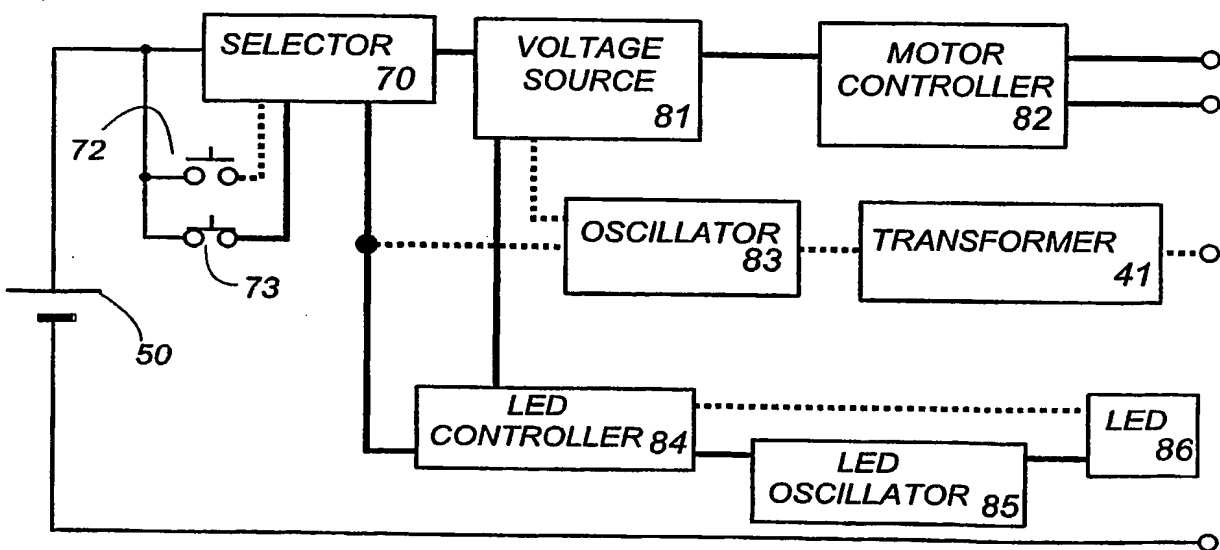 SELECTOR
70
VOLTAGE
SOURCE
81
MOTOR
CONTROLLER
82
72
73
50
OSCILLATOR
83
TRANSFORMER
41
LED
CONTROLLER 84
LED
OSCILLATOR 85
LED
86